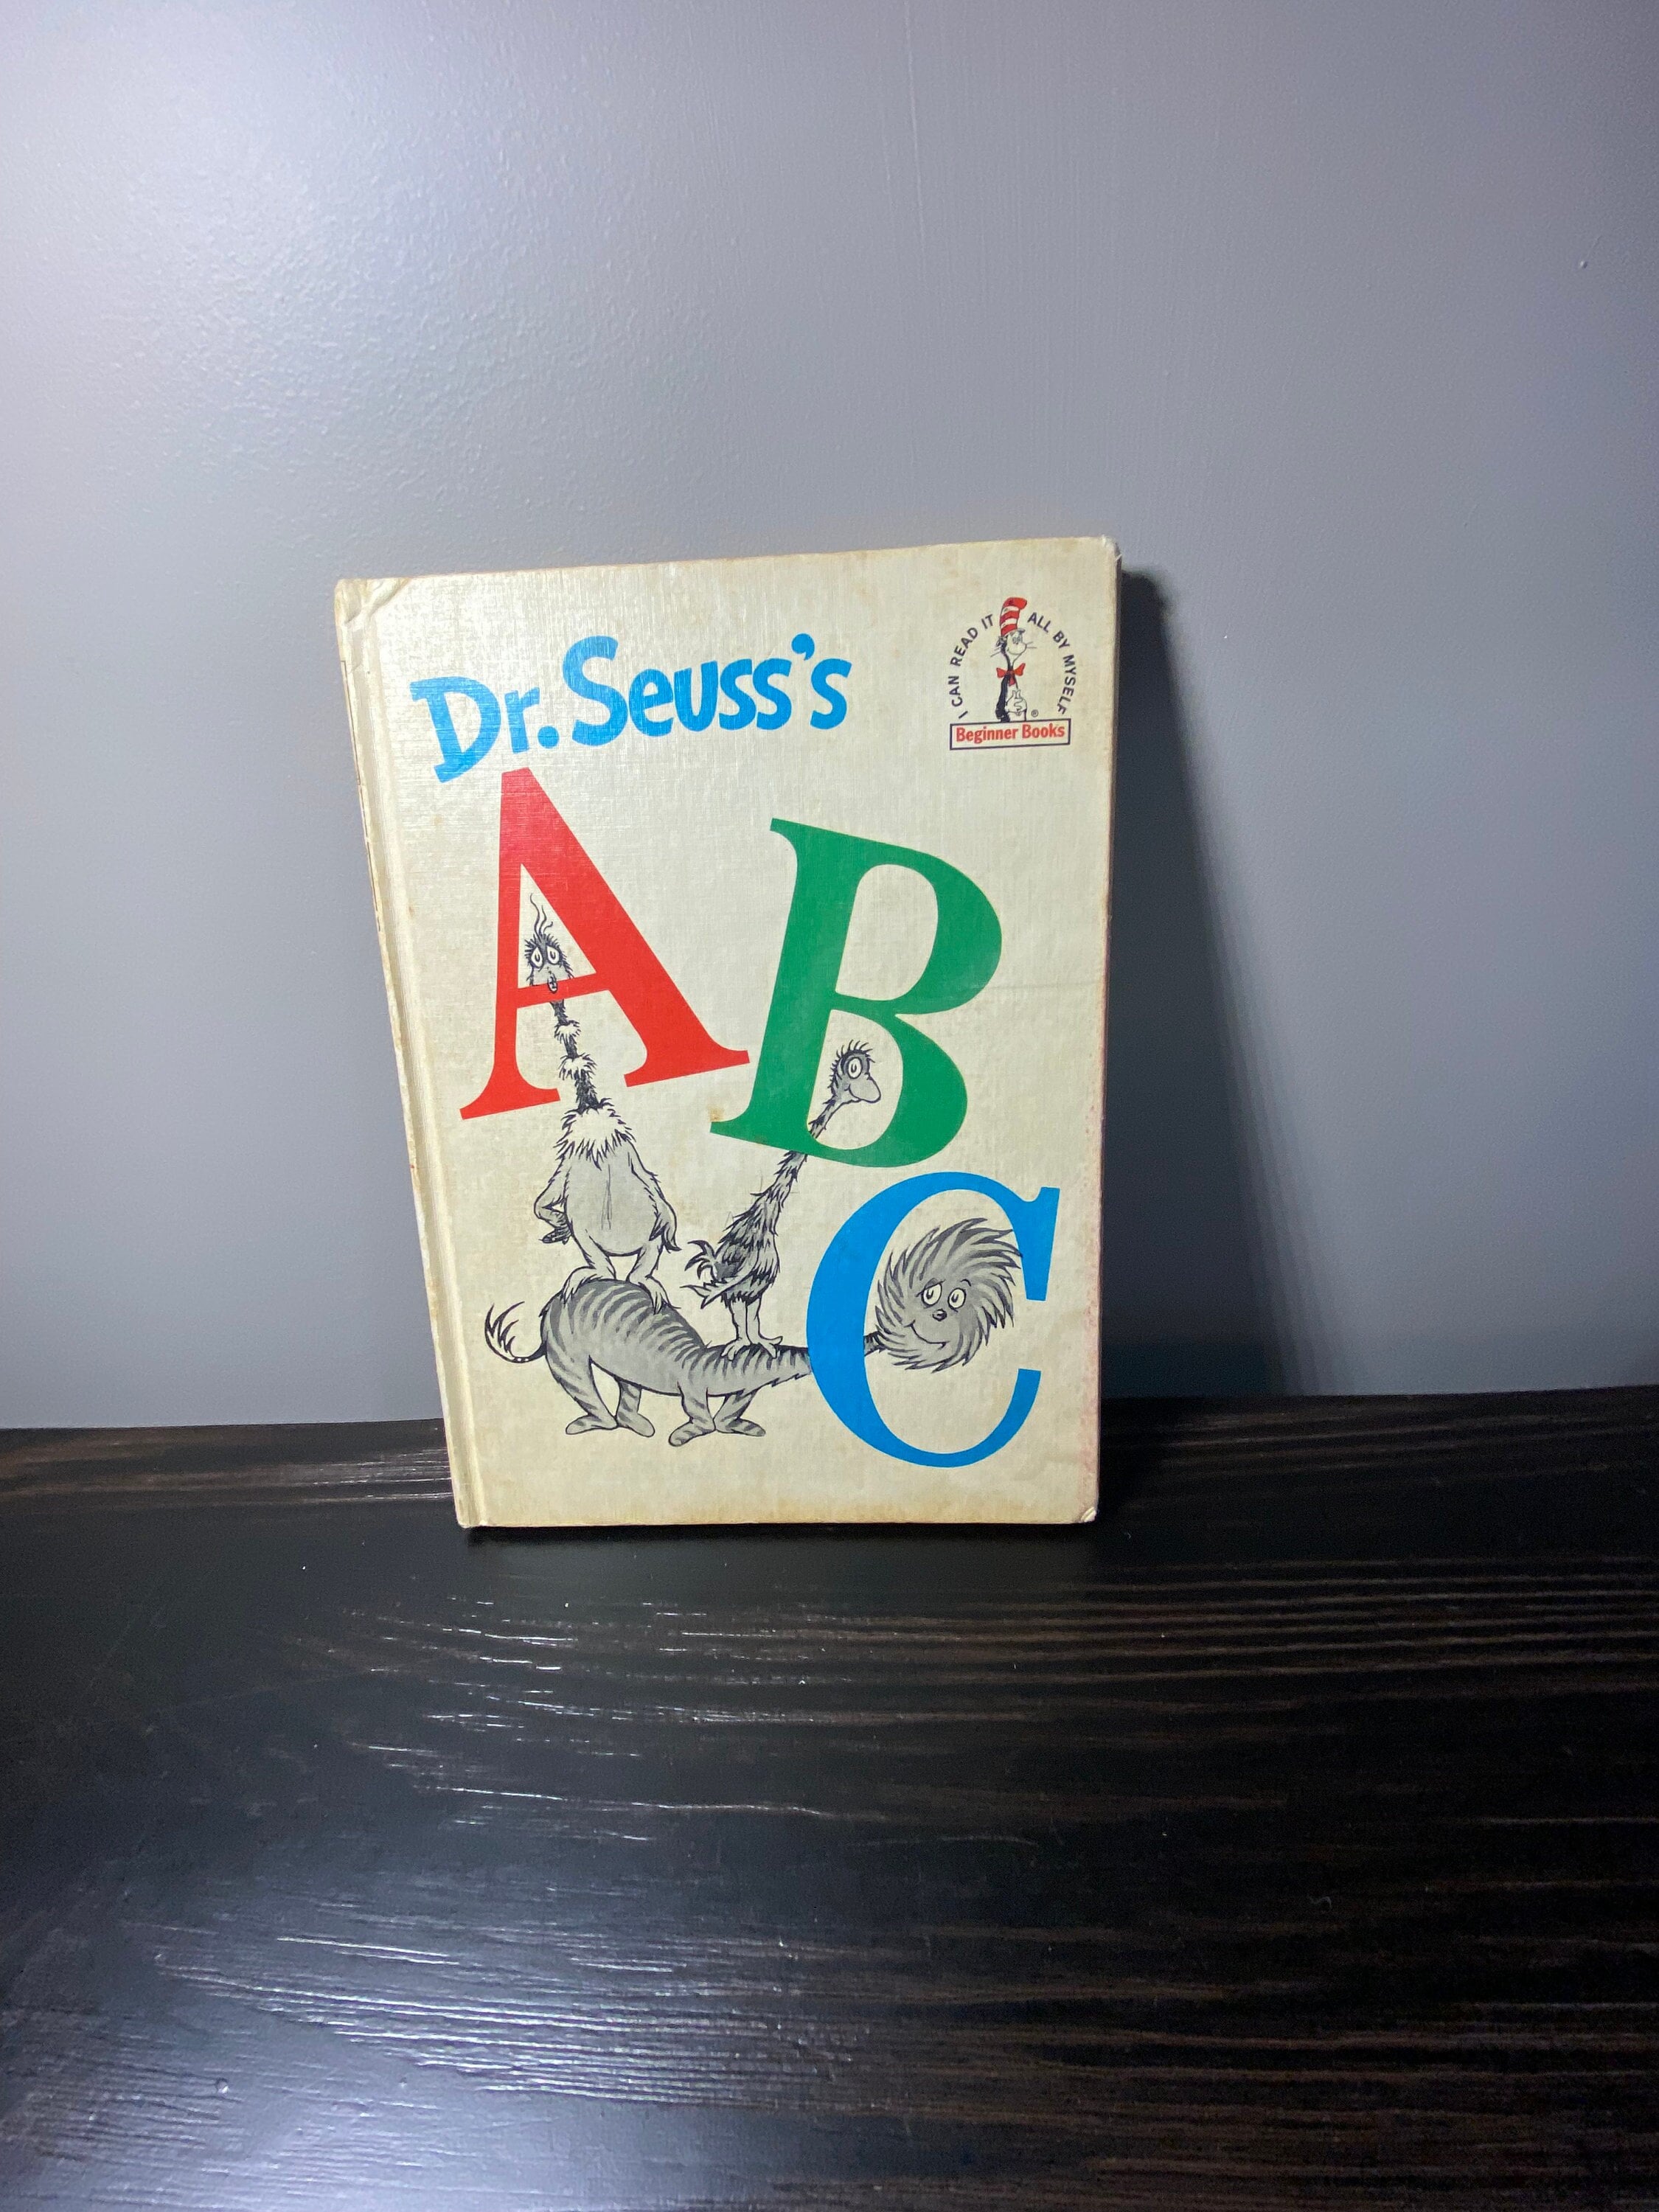 Dr. Seuss's
I CAN READ IT ALL BY MYSELF
®
Beginner Books
A
B
C